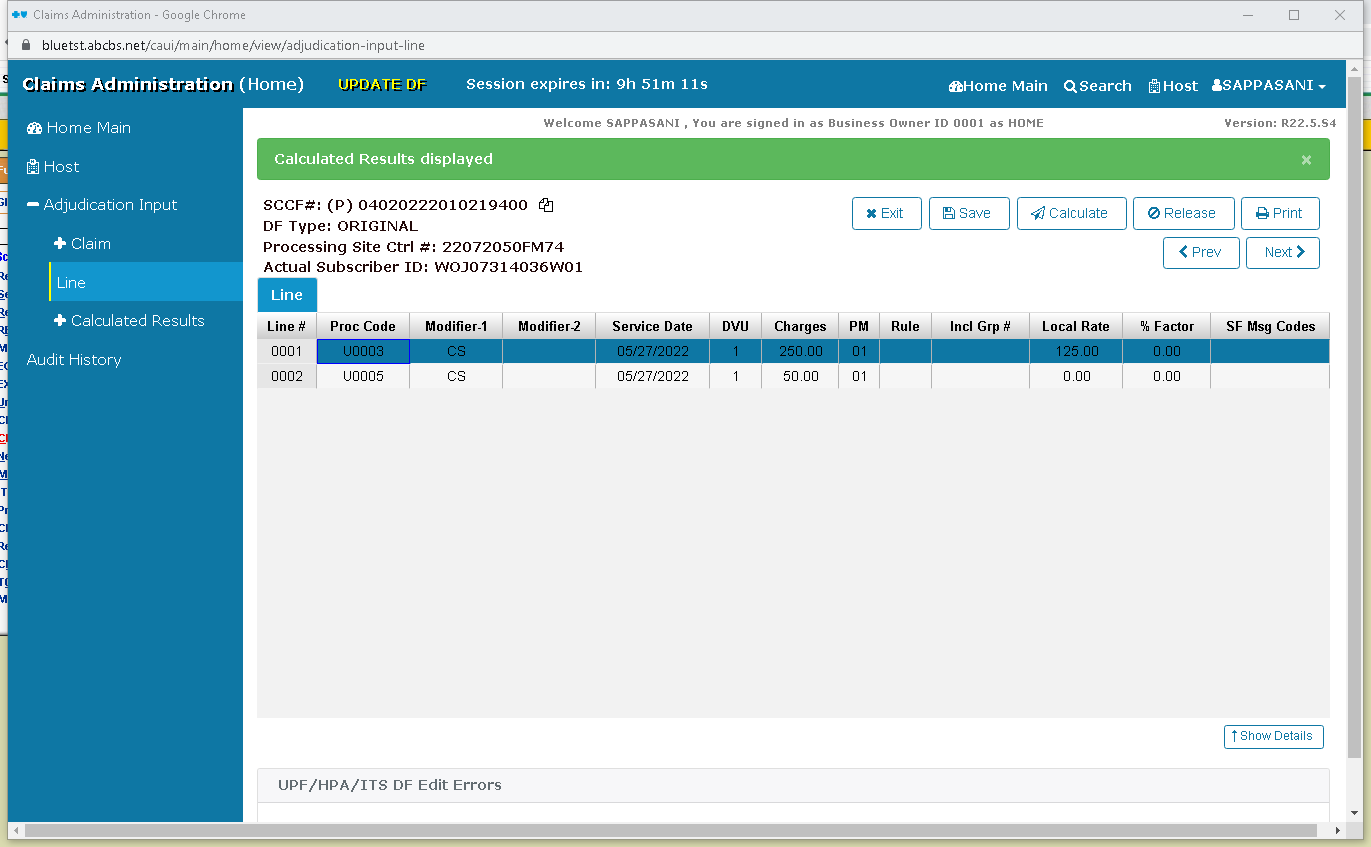 Claims Administration - Google Chrome
bluetst.abcbs.net/caui/main/home/view/adjudication-input-line
Claims Administration (Home) UPDATE DF Session expires in: 9h 51m 11s Home Main Search Host SAPPASANI
Home Main
Host
Adjudication Input
Claim
Line
Calculated Results
Audit History
Welcome SAPPASANI , You are signed in as Business Owner ID 0001 as HOME Version: R22.5.S4
Calculated Results displayed ×
SCCF#: (P) 04020222010219400
DF Type: ORIGINAL
Processing Site Ctrl #: 22072050FM74
Actual Subscriber ID: WOJ07314036W01
Exit Save Calculate Release Print
Prev Next
Line
Line # Proc Code Modifier-1 Modifier-2 Service Date DVU Charges PM Rule Incl Grp # Local Rate % Factor SF Msg Codes
0001 U0003 CS 05/27/2022 1 250.00 01 125.00 0.00
0002 U0005 CS 05/27/2022 1 50.00 01 0.00 0.00
Show Details
UPF/HPA/ITS DF Edit Errors